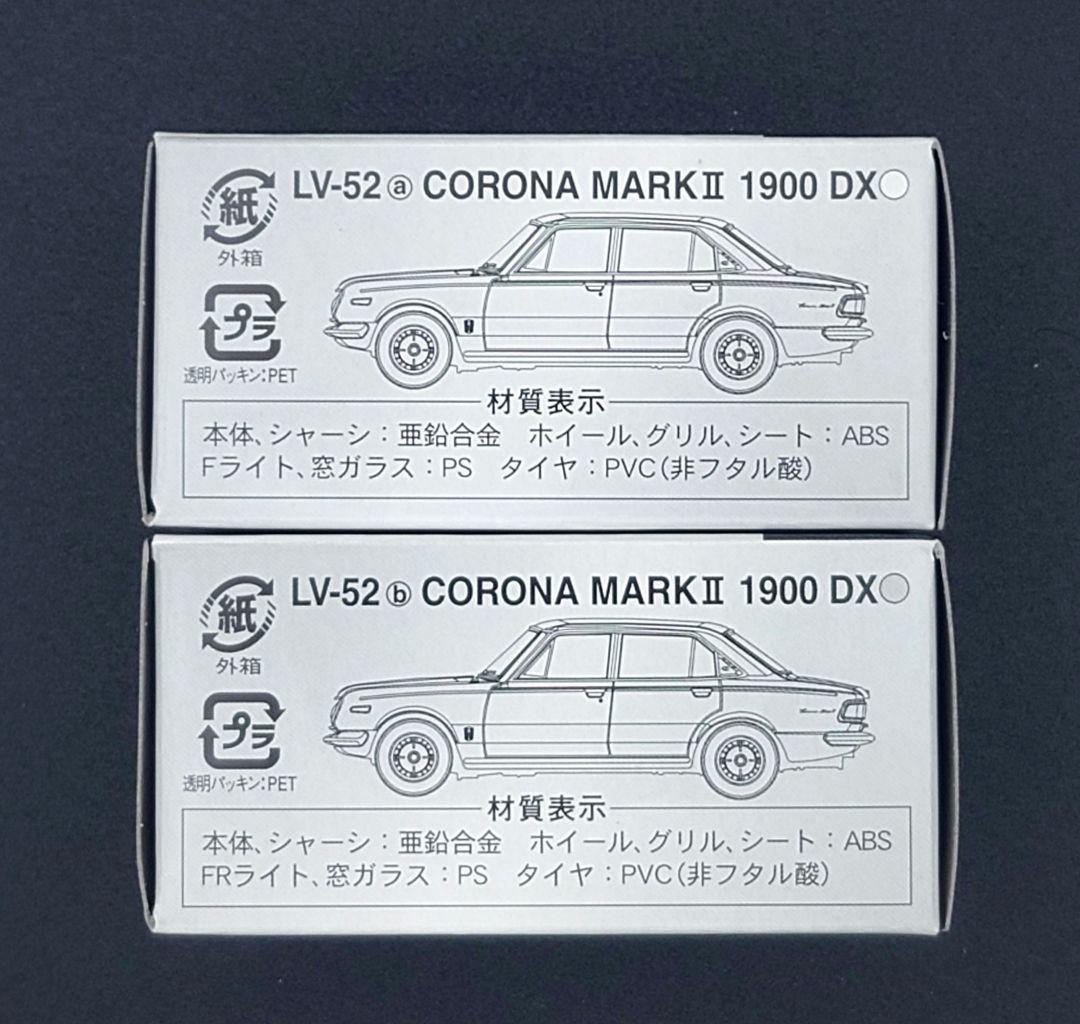 LV-52 ⓐ CORONA MARKⅡ 1900 DX
紙
外箱
プラ
透明パッキン:PET
材質表示
本体、シャーシ:亜鉛合金 ホイール、グリル、シート:ABS
Fライト、窓ガラス:PS タイヤ:PVC(非フタル酸)
LV-52 ⓑ CORONA MARKⅡ 1900 DX
紙
外箱
プラ
透明パッキン:PET
材質表示
本体、シャーシ:亜鉛合金 ホイール、グリル、シート:ABS
FRライト、窓ガラス:PS タイヤ:PVC(非フタル酸)